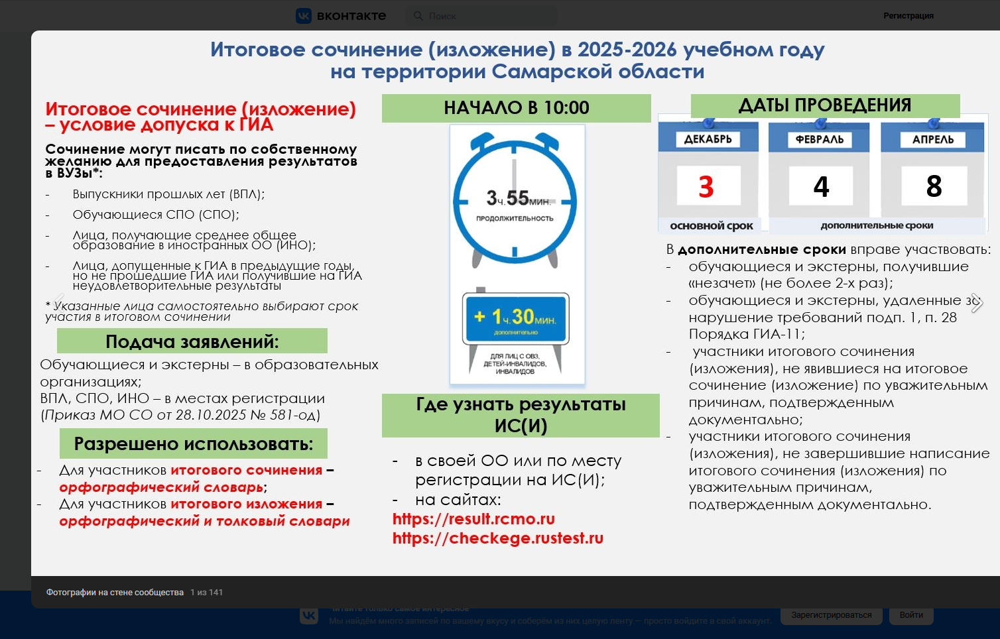 вконтакте
Поиск
Регистрация
Итоговое сочинение (изложение) в 2025-2026 учебном году
на территории Самарской области
Итоговое сочинение (изложение)
– условие допуска к ГИА
Сочинение могут писать по собственному
желанию для предоставления результатов
в ВУЗы*:
- Выпускники прошлых лет (ВПЛ);
- Обучающиеся СПО (СПО);
- Лица, получающие среднее общее
образование в иностранных ОО (ИНО);
- Лица, допущенные к ГИА в предыдущие годы,
но не прошедшие ГИА или получившие на ГИА
неудовлетворительные результаты
* Указанные лица самостоятельно выбирают срок
участия в итоговом сочинении
Подача заявлений:
Обучающиеся и экстерны – в образовательных
организациях;
ВПЛ, СПО, ИНО – в местах регистрации
(Приказ МО СО от 28.10.2025 № 581-од)
Разрешено использовать:
- Для участников итогового сочинения –
орфографический словарь;
- Для участников итогового изложения –
орфографический и толковый словари
НАЧАЛО В 10:00
3 ч. 55 мин.
ПРОДОЛЖИТЕЛЬНОСТЬ
+ 1 ч. 30 мин.
дополнительно
ДЛЯ ЛИЦ С ОВЗ,
ДЕТЕЙ-ИНВАЛИДОВ,
ИНВАЛИДОВ
Где узнать результаты
ИС(И)
- в своей ОО или по месту
регистрации на ИС(И);
- на сайтах:
https://result.rcmo.ru
https://checkege.rustest.ru
ДАТЫ ПРОВЕДЕНИЯ
ДЕКАБРЬ ФЕВРАЛЬ АПРЕЛЬ
3 4 8
основной срок дополнительные сроки
В дополнительные сроки вправе участвовать:
- обучающиеся и экстерны, получившие
«незачет» (не более 2-х раз);
- обучающиеся и экстерны, удаленные за
нарушение требований подп. 1, п. 28
Порядка ГИА-11;
- участники итогового сочинения
(изложения), не явившиеся на итоговое
сочинение (изложение) по уважительным
причинам, подтвержденным
документально;
- участники итогового сочинения
(изложения), не завершившие написание
итогового сочинения (изложения) по
уважительным причинам,
подтвержденным документально.
Фотографии на стене сообщества 1 из 141
Читайте только самое интересное
Мы найдём много записей по вашему вкусу и соберём из них целую ленту — просто войдите в свой аккаунт.
Зарегистрироваться
Войти